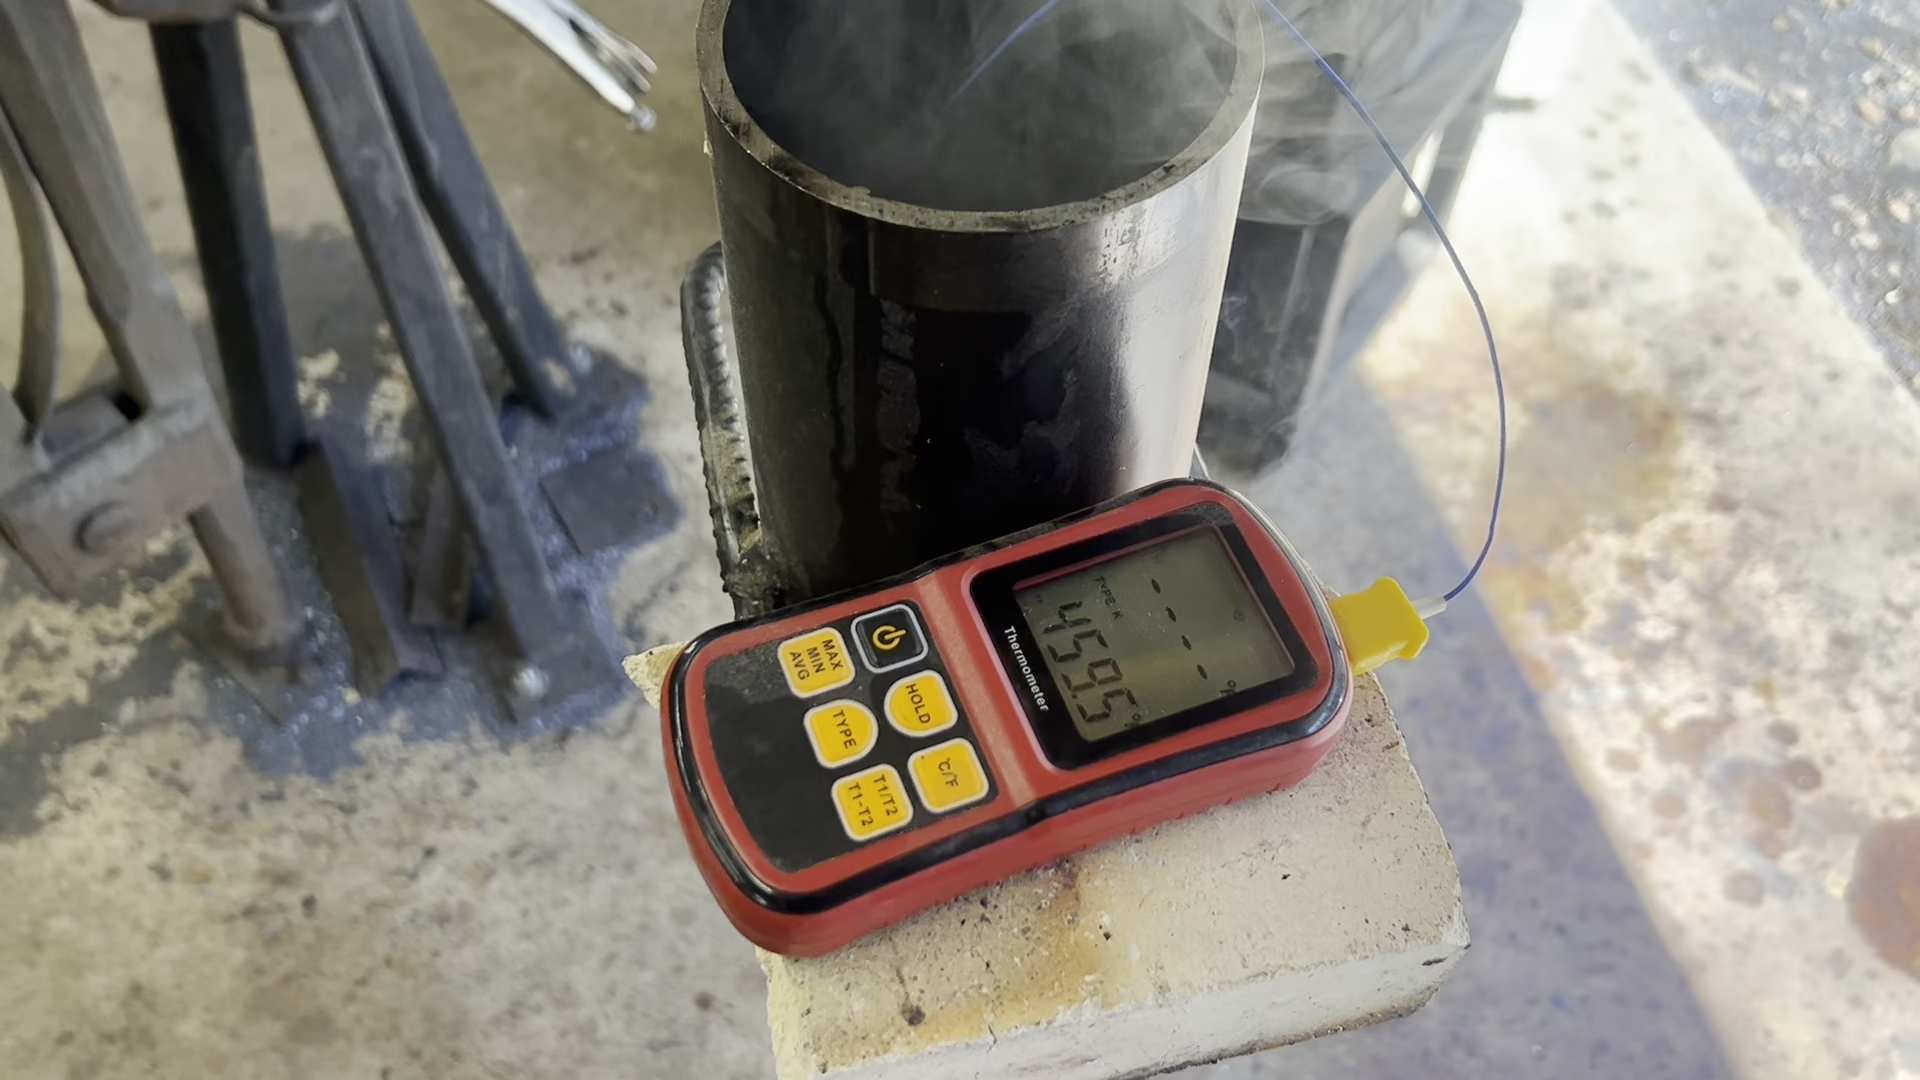 MAX
MIN
AVG
HOLD
TYPE
°C/°F
T1/T2
T1-T2
Thermometer
TYPE K
----
°F
459.5